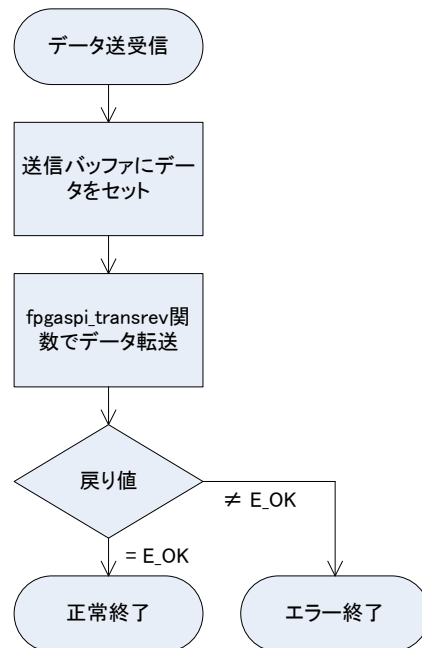 データ送受信
送信バッファにデー
タをセット
fpgaspi_transrev関
数でデータ転送
戻り値
≠ E_OK
= E_OK
正常終了
エラー終了